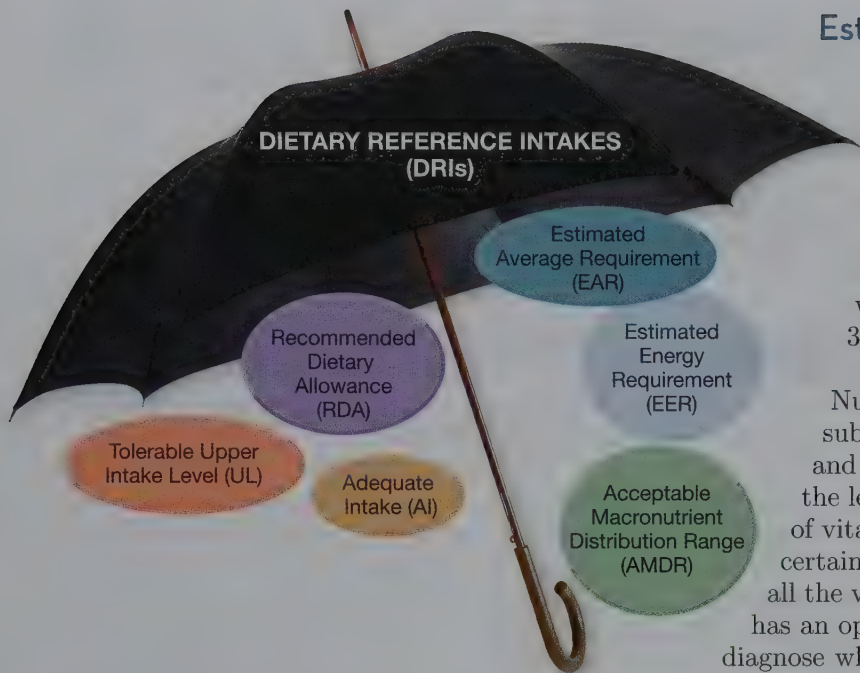 DIETARY REFERENCE INTAKES
(DRIs)
Estimated
Average Requirement
(EAR)
Recommended
Dietary
Allowance
(RDA)
Estimated
Energy
Requirement
(EER)
Tolerable Upper
Intake Level (UL)
Adequate
Intake (AI)
Acceptable
Macronutrient
Distribution Range
(AMDR)
Est
3
Nu
sub
and
the le
of vita
certain
all the v
has an op
diagnose wh